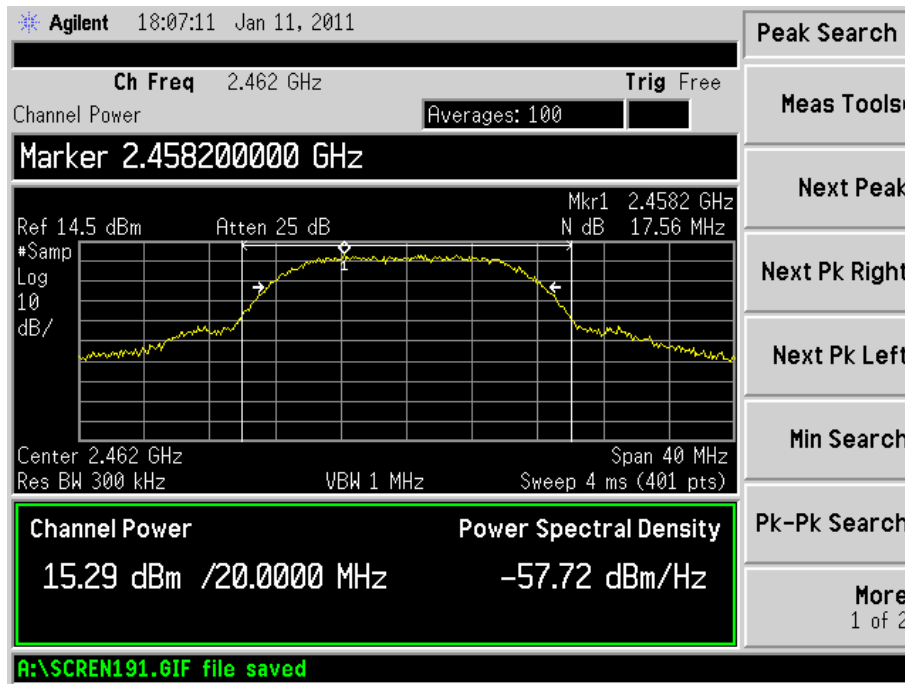 Agilent 18:07:11 Jan 11, 2011
Peak Search
Ch Freq 2.462 GHz Trig Free
Channel Power Averages: 100
Meas Tools
Marker 2.458200000 GHz
Next Peak
Mkr1 2.4582 GHz
Ref 14.5 dBm Atten 25 dB N dB 17.56 MHz
#Samp
Log
10
dB/
1
Next Pk Right
Next Pk Left
Min Search
Center 2.462 GHz Span 40 MHz
Res BW 300 kHz VBW 1 MHz Sweep 4 ms (401 pts)
Channel Power Power Spectral Density
15.29 dBm /20.0000 MHz -57.72 dBm/Hz
Pk-Pk Search
More
1 of 2
A:\SCREN191.GIF file saved